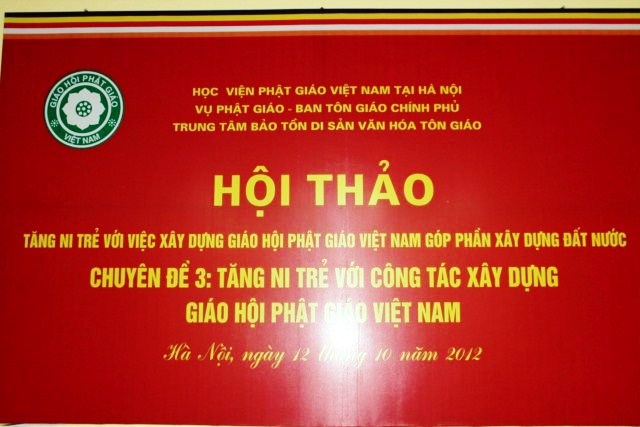 GIÁO HỘI PHẬT GIÁO
VIỆT NAM
HỌC VIỆN PHẬT GIÁO VIỆT NAM TẠI HÀ NỘI
VỤ PHẬT GIÁO - BAN TÔN GIÁO CHÍNH PHỦ
TRUNG TÂM BẢO TỒN DI SẢN VĂN HÓA TÔN GIÁO
HỘI THẢO
TĂNG NI TRẺ VỚI VIỆC XÂY DỰNG GIÁO HỘI PHẬT GIÁO VIỆT NAM GÓP PHẦN XÂY DỰNG ĐẤT NƯỚC
CHUYÊN ĐỀ 3: TĂNG NI TRẺ VỚI CÔNG TÁC XÂY DỰNG
GIÁO HỘI PHẬT GIÁO VIỆT NAM
Hà Nội, ngày 12 tháng 10 năm 2012